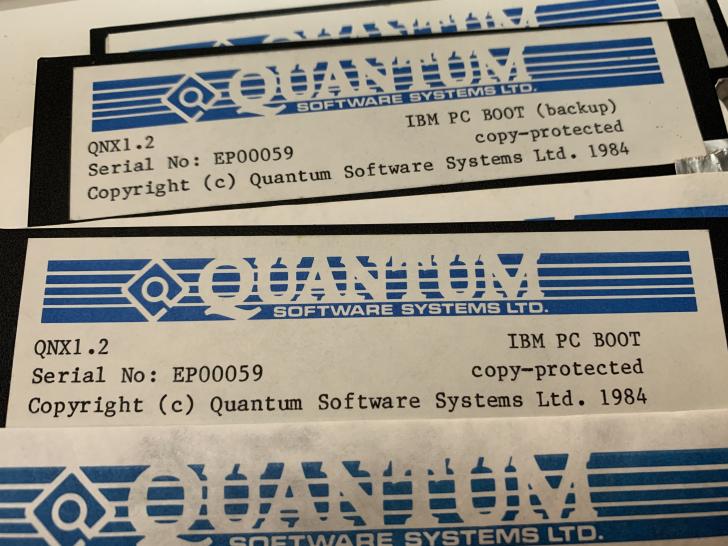 QUANTUM
SOFTWARE SYSTEMS LTD.
QNX1.2
IBM PC BOOT (backup)
Serial No: EP00059
copy-protected
Copyright (c) Quantum Software Systems Ltd. 1984
QUANTUM
SOFTWARE SYSTEMS LTD.
QNX1.2
IBM PC BOOT
Serial No: EP00059
copy-protected
Copyright (c) Quantum Software Systems Ltd. 1984
QUANTUM
SOFTWARE SYSTEMS LTD.